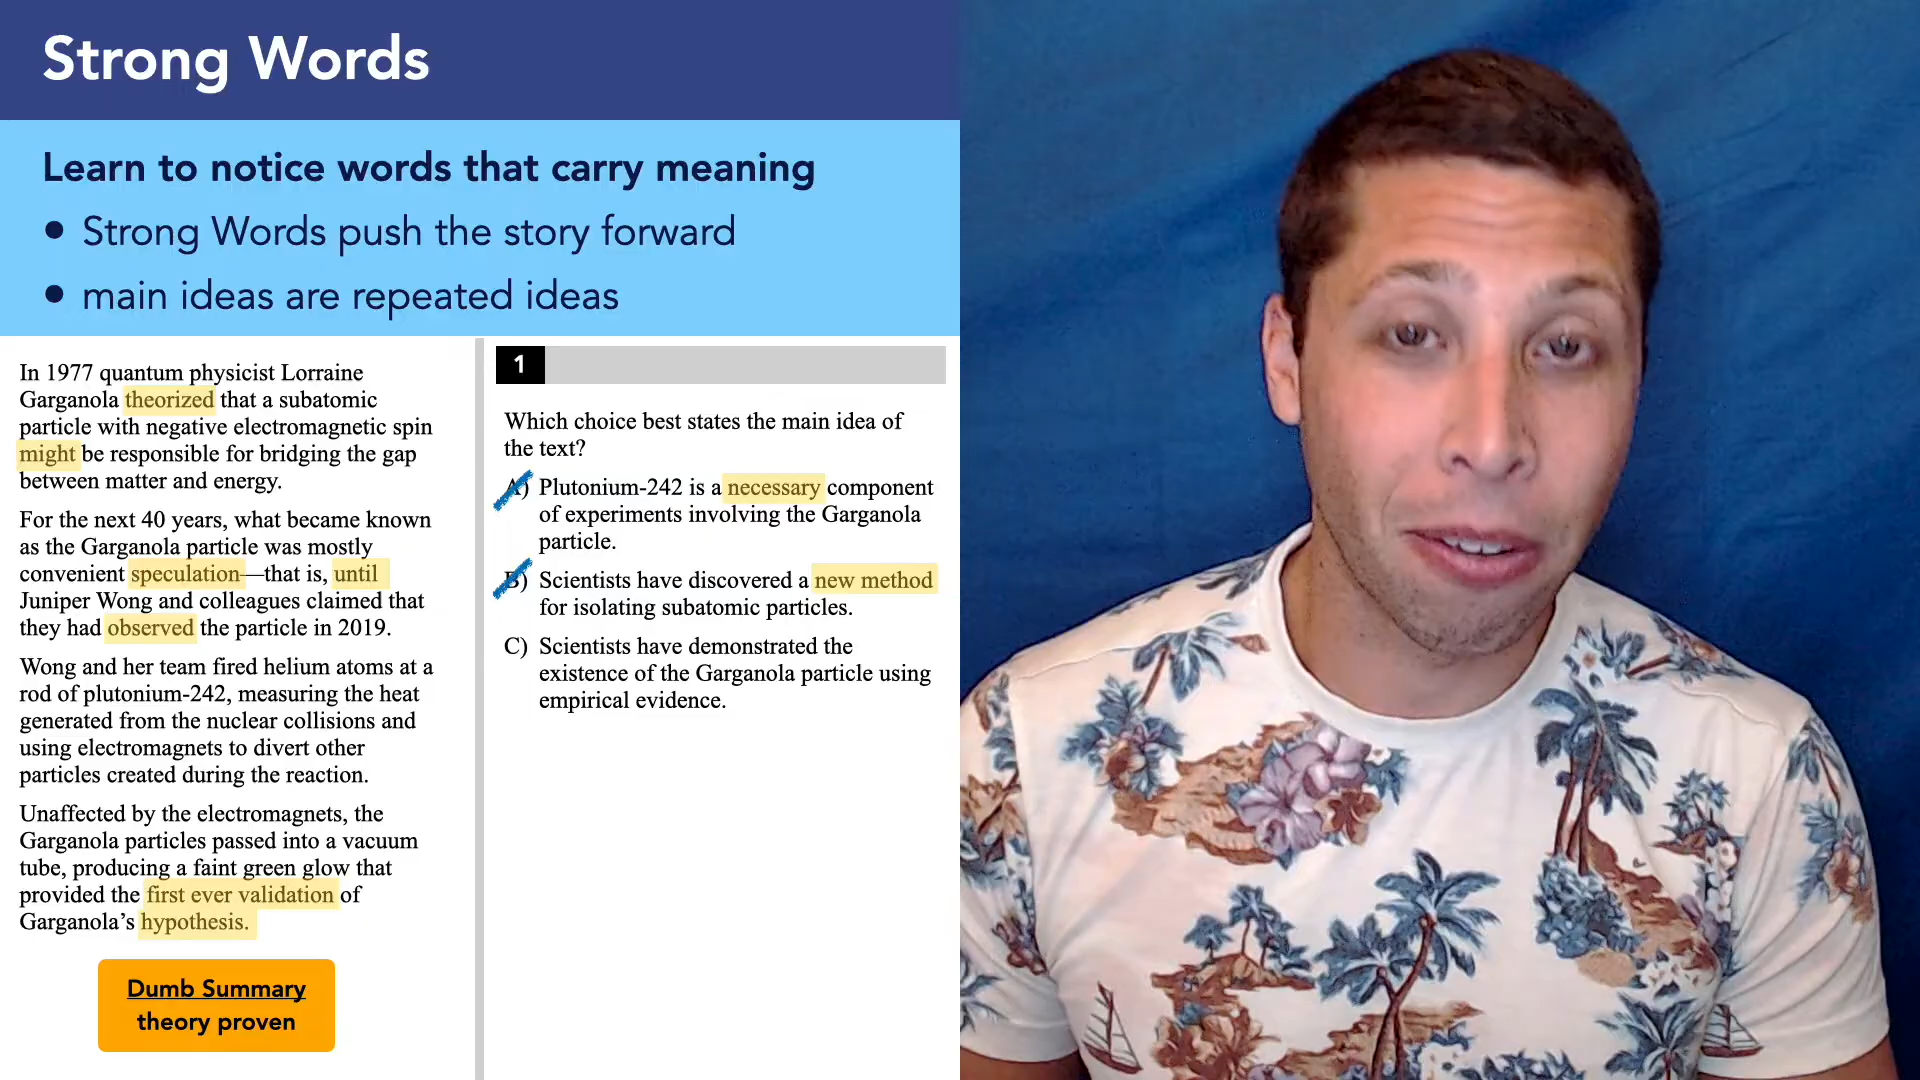 Strong Words
Learn to notice words that carry meaning
• Strong Words push the story forward
• main ideas are repeated ideas
In 1977 quantum physicist Lorraine
Garganola theorized that a subatomic
particle with negative electromagnetic spin
might be responsible for bridging the gap
between matter and energy.
For the next 40 years, what became known
as the Garganola particle was mostly
convenient speculation—that is, until
Juniper Wong and colleagues claimed that
they had observed the particle in 2019.
Wong and her team fired helium atoms at a
rod of plutonium-242, measuring the heat
generated from the nuclear collisions and
using electromagnets to divert other
particles created during the reaction.
Unaffected by the electromagnets, the
Garganola particles passed into a vacuum
tube, producing a faint green glow that
provided the first ever validation of
Garganola’s hypothesis.
Dumb Summary
theory proven
1
Which choice best states the main idea of
the text?
A) Plutonium-242 is a necessary component
of experiments involving the Garganola
particle.
B) Scientists have discovered a new method
for isolating subatomic particles.
C) Scientists have demonstrated the
existence of the Garganola particle using
empirical evidence.